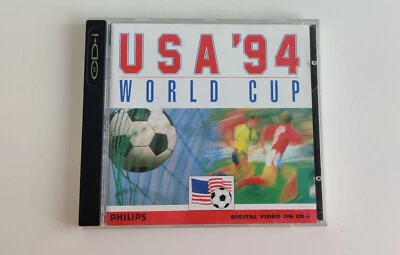 CD-i
USA '94
WORLD CUP
PHILIPS
DIGITAL VIDEO ON CD-i